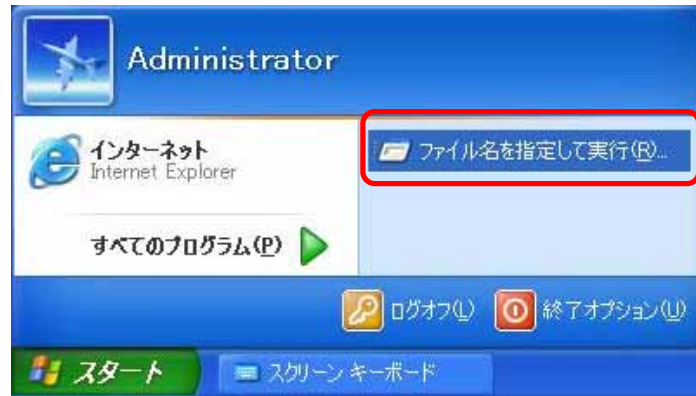 Administrator
インターネット
Internet Explorer
ファイル名を指定して実行(R)...
すべてのプログラム(P)
ログオフ(L)
終了オプション(U)
スタート
スクリーン キーボード